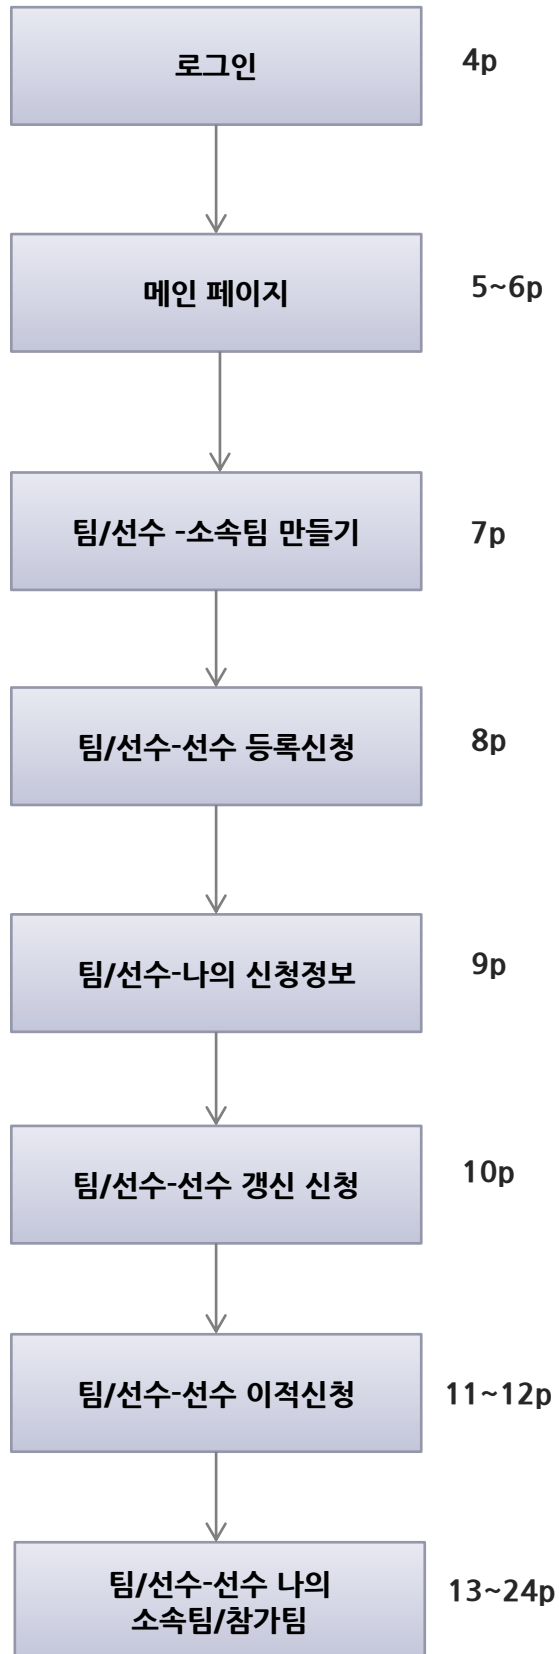 로그인
4p
메인 페이지
5~6p
팀/선수 -소속팀 만들기
7p
팀/선수-선수 등록신청
8p
팀/선수-나의 신청정보
9p
팀/선수-선수 갱신 신청
10p
팀/선수-선수 이적신청
11~12p
팀/선수-선수 나의
소속팀/참가팀
13~24p